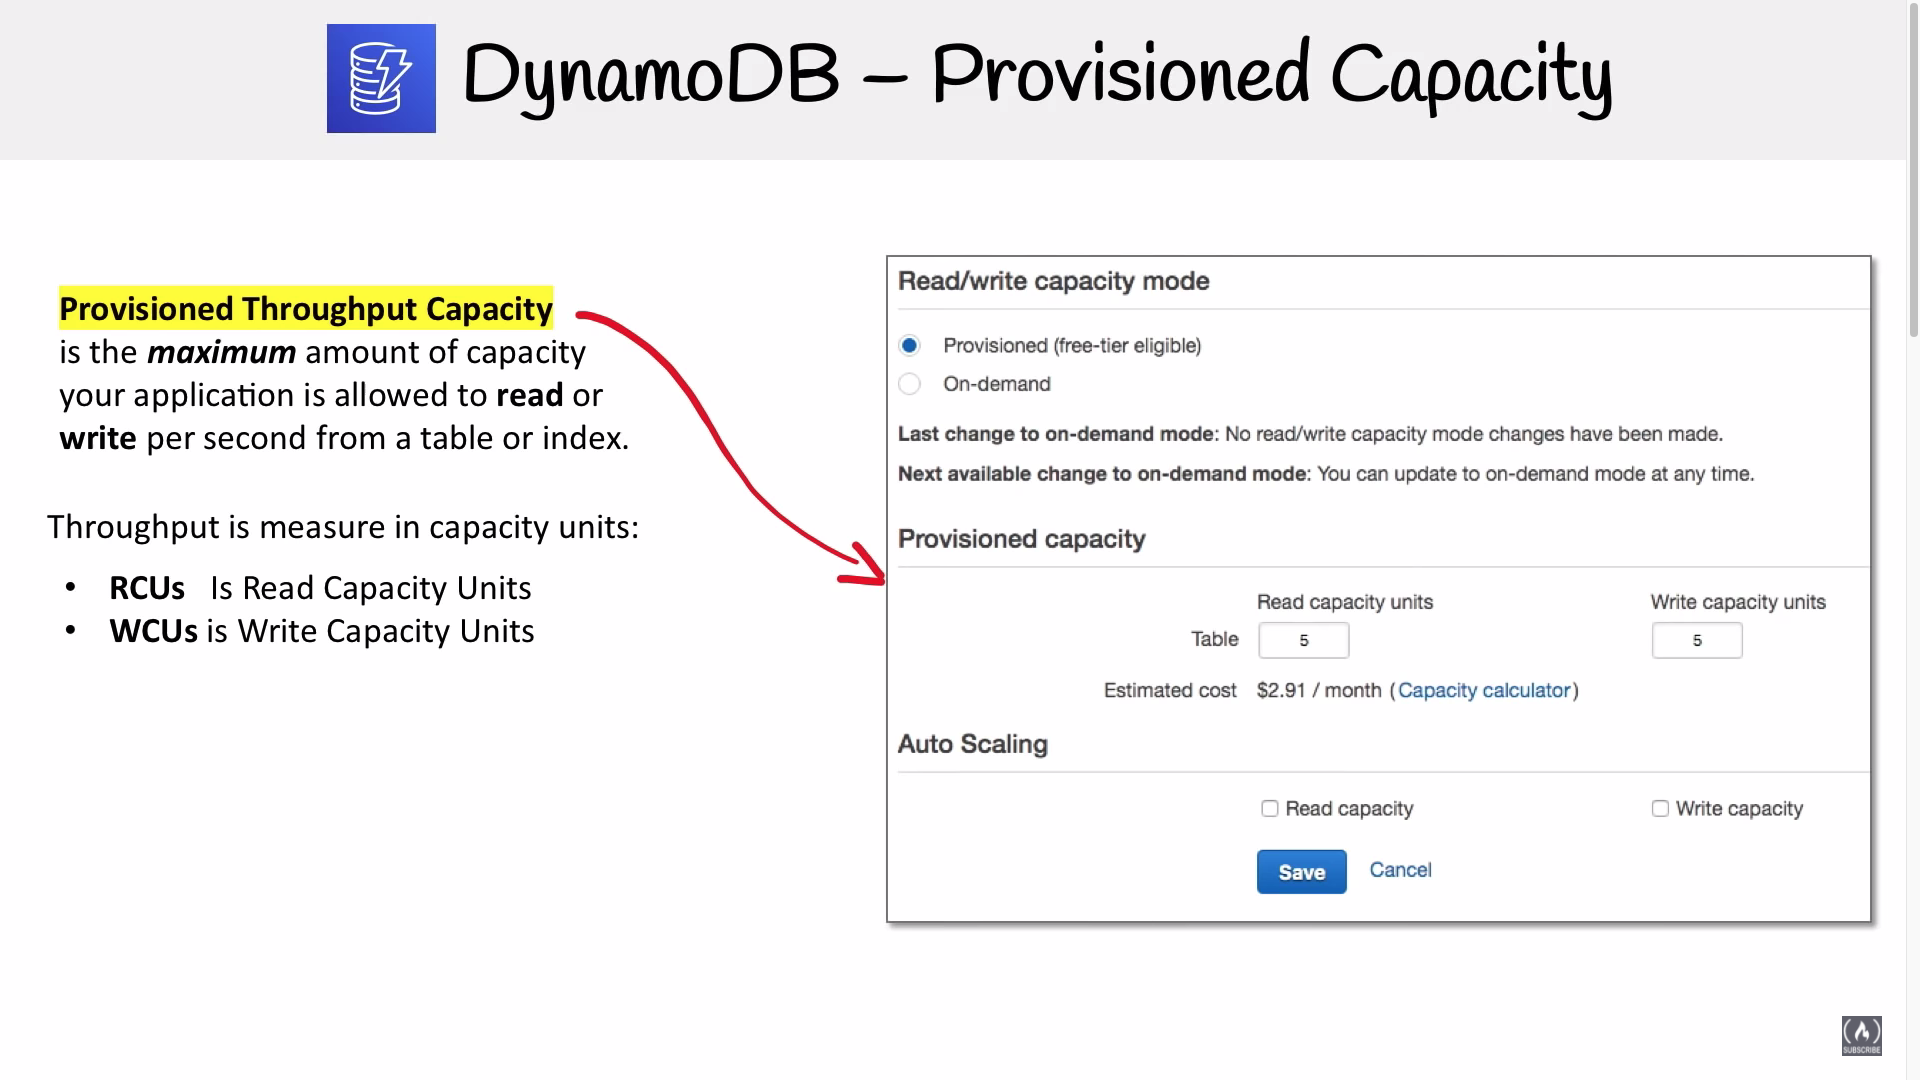 DynamoDB – Provisioned Capacity
Provisioned Throughput Capacity
is the maximum amount of capacity
your application is allowed to read or
write per second from a table or index.
Throughput is measure in capacity units:
• RCUs Is Read Capacity Units
• WCUs is Write Capacity Units
Read/write capacity mode
Provisioned (free-tier eligible)
On-demand
Last change to on-demand mode: No read/write capacity mode changes have been made.
Next available change to on-demand mode: You can update to on-demand mode at any time.
Provisioned capacity
Read capacity units Write capacity units
Table 5 5
Estimated cost $2.91 / month (Capacity calculator)
Auto Scaling
Read capacity Write capacity
Save Cancel
SUBSCRIBE